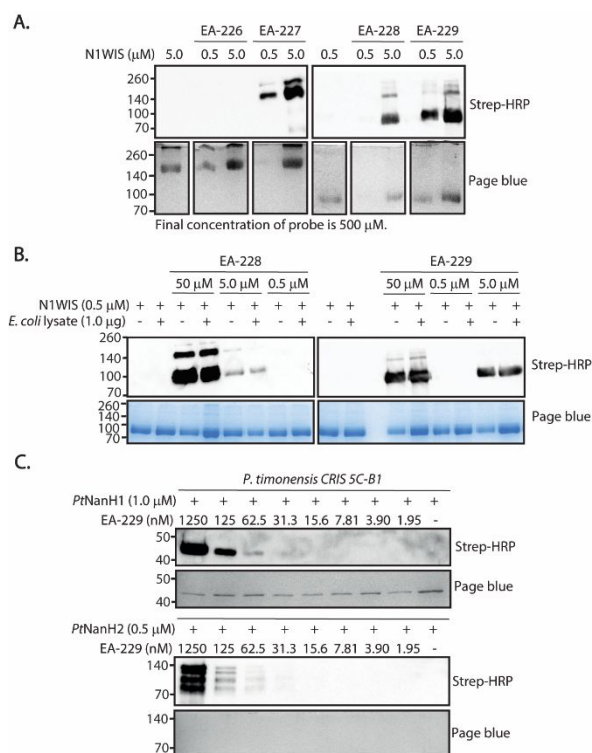 A.
EA-226 EA-227 EA-228 EA-229
N1WIS (µM) 5.0 0.5 5.0 0.5 5.0 0.5 0.5 5.0 0.5 5.0
260
140
100
70
Strep-HRP
260
140
100
70
Page blue
Final concentration of probe is 500 µM.
B.
EA-228 EA-229
50 µM 5.0 µM 0.5 µM 50 µM 0.5 µM 5.0 µM
N1WIS (0.5 µM) + + + + + + + + + + + + + + + +
E. coli lysate (1.0 µg) - + - + - + - + - + - + - + - +
260
140
100
70
Strep-HRP
260
140
100
70
Page blue
C.
P. timonensis CRIS 5C-B1
PtNanH1 (1.0 µM) + + + + + + + + +
EA-229 (nM) 1250 125 62.5 31.3 15.6 7.81 3.90 1.95 -
50
40
Strep-HRP
50
40
Page blue
PtNanH2 (0.5 µM) + + + + + + + + +
EA-229 (nM) 1250 125 62.5 31.3 15.6 7.81 3.90 1.95 -
140
70
Strep-HRP
140
70
Page blue